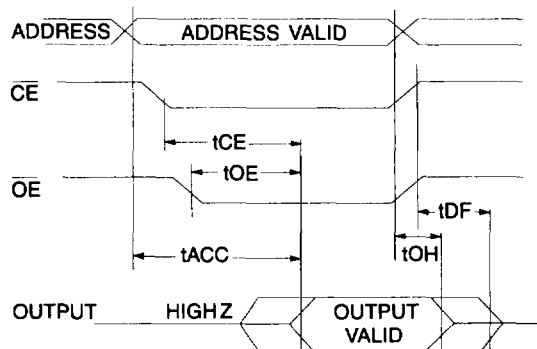 ADDRESS
ADDRESS VALID
CE
tCE
tOE
OE
tDF
tACC
tOH
OUTPUT
HIGH Z
OUTPUT
VALID